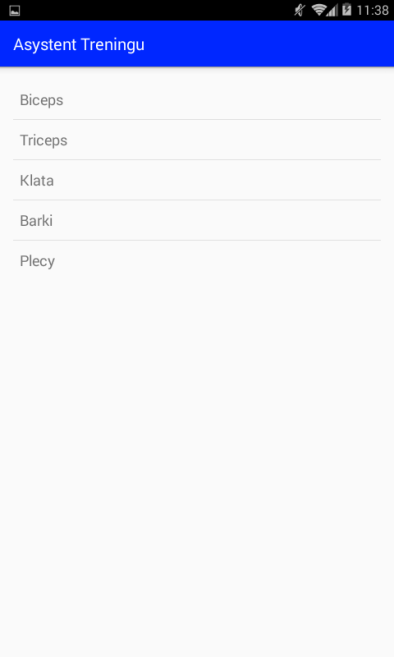 11:38
Asystent Treningu
Biceps
Triceps
Klata
Barki
Plecy